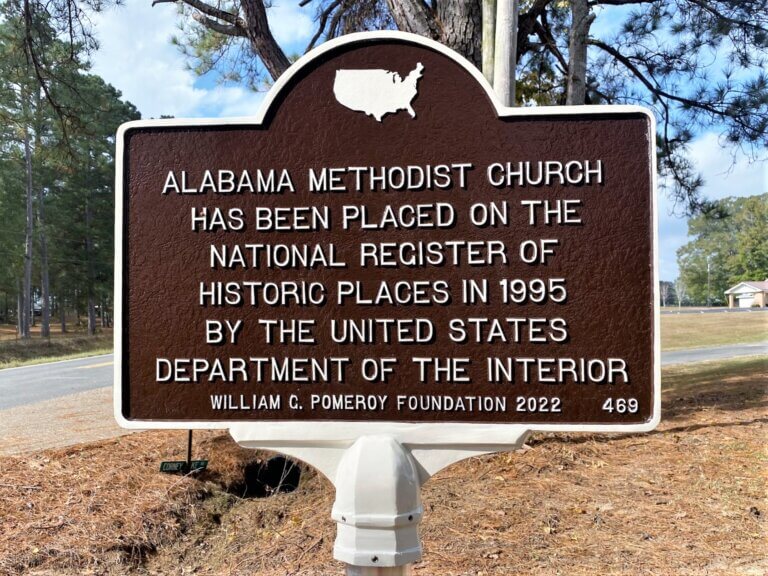 ALABAMA METHODIST CHURCH
HAS BEEN PLACED ON THE
NATIONAL REGISTER OF
HISTORIC PLACES IN 1995
BY THE UNITED STATES
DEPARTMENT OF THE INTERIOR
WILLIAM G. POMEROY FOUNDATION 2022 469